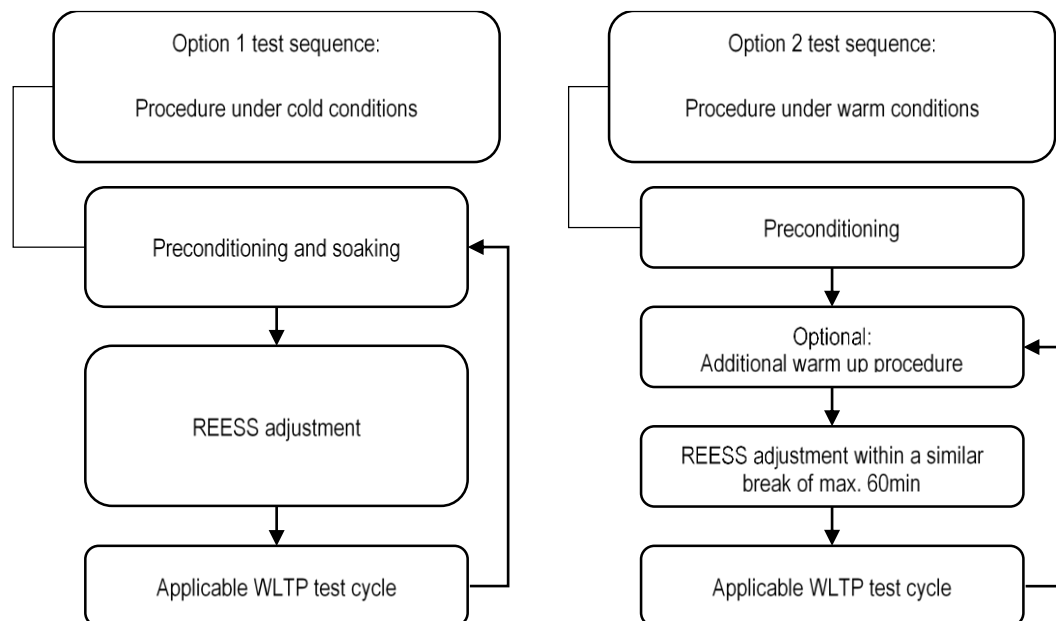 Option 1 test sequence:
Procedure under cold conditions
Preconditioning and soaking
REESS adjustment
Applicable WLTP test cycle
Option 2 test sequence:
Procedure under warm conditions
Preconditioning
Optional:
Additional warm up procedure
REESS adjustment within a similar
break of max. 60min
Applicable WLTP test cycle